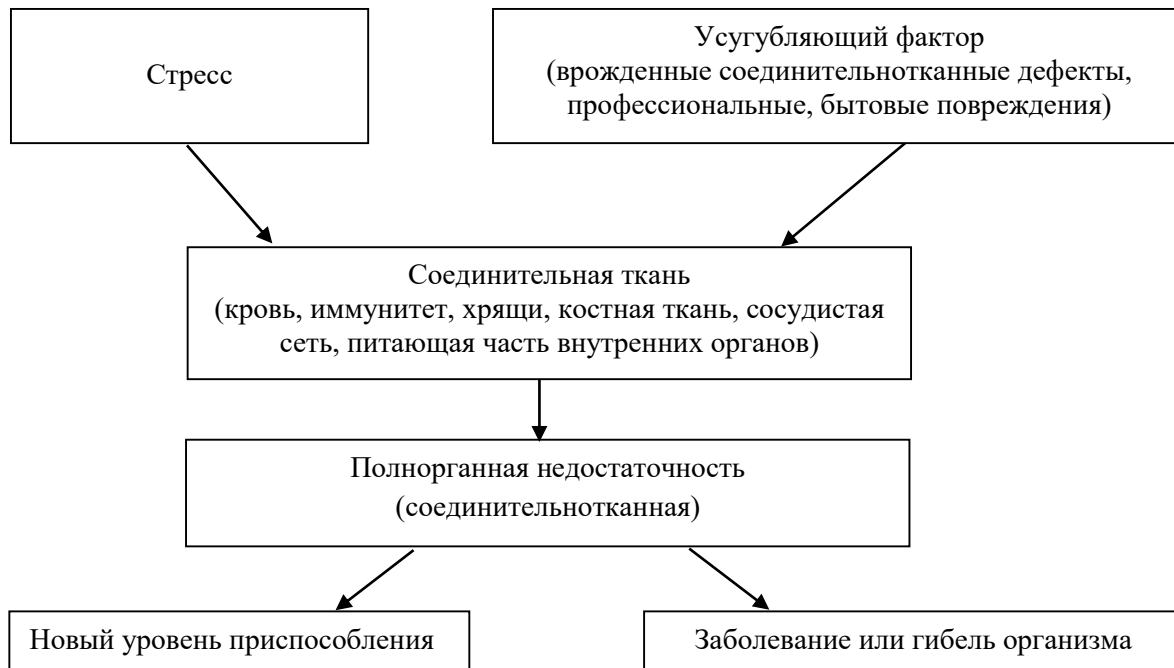 Стресс
Усугубляющий фактор
(врожденные соединительнотканные дефекты,
профессиональные, бытовые повреждения)
Соединительная ткань
(кровь, иммунитет, хрящи, костная ткань, сосудистая
сеть, питающая часть внутренних органов)
Полнорганная недостаточность
(соединительнотканная)
Новый уровень приспособления
Заболевание или гибель организма